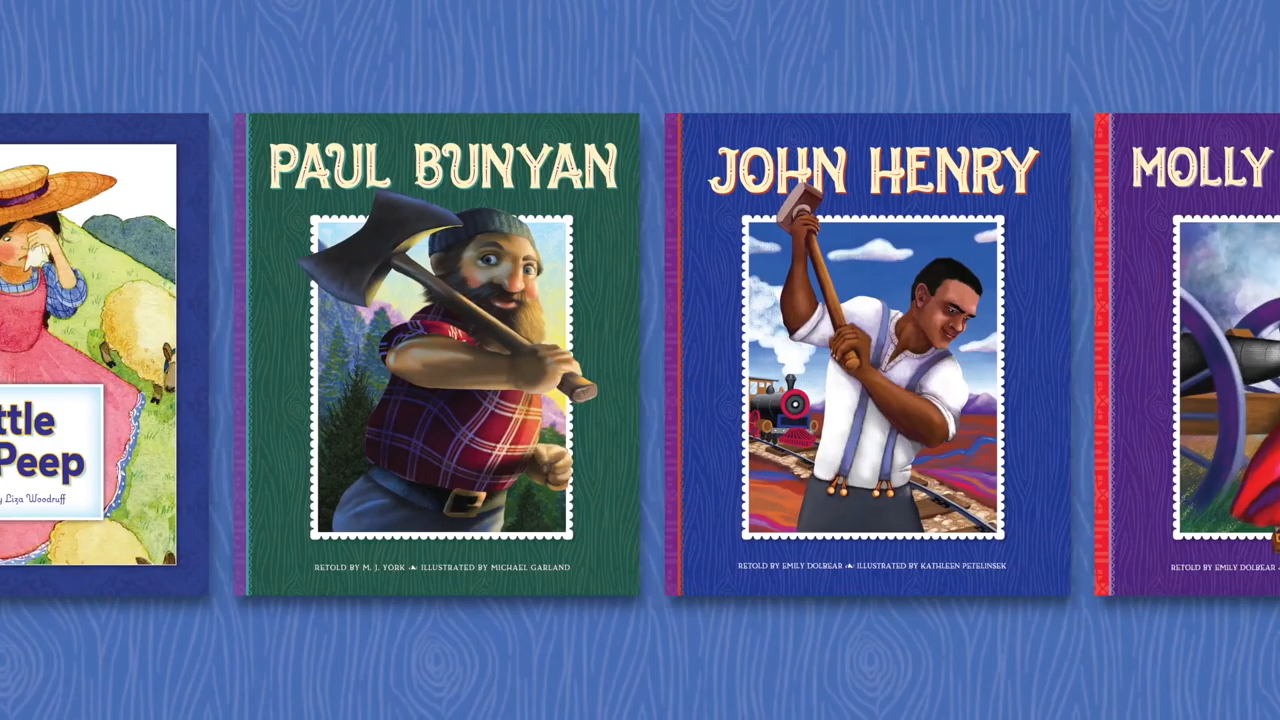 ttle
Peep
y Liza Woodruff
PAUL BUNYAN
RETOLD BY M. J. YORK ILLUSTRATED BY MICHAEL GARLAND
JOHN HENRY
RETOLD BY EMILY DOLBEAR ILLUSTRATED BY KATHLEEN PETELINSEK
MOLLY
RETOLD BY EMILY DOLBEAR